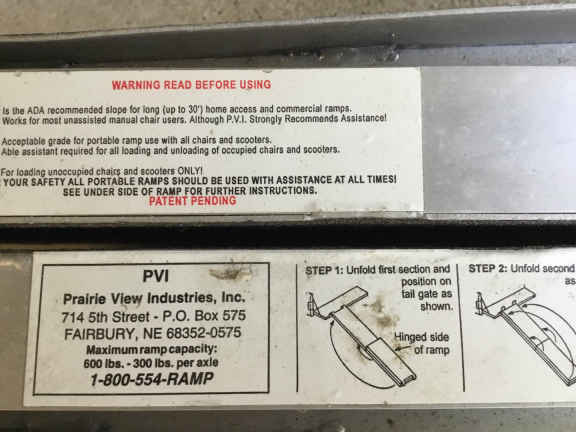 WARNING READ BEFORE USING
Is the ADA recommended slope for long (up to 30') home access and commercial ramps.
Works for most unassisted manual chair users. Although P.V.I. Strongly Recommends Assistance!
Acceptable grade for portable ramp use with all chairs and scooters.
Able assistant required for all loading and unloading of occupied chairs and scooters.
For loading unoccupied chairs and scooters ONLY!
YOUR SAFETY ALL PORTABLE RAMPS SHOULD BE USED WITH ASSISTANCE AT ALL TIMES!
SEE UNDER SIDE OF RAMP FOR FURTHER INSTRUCTIONS.
PATENT PENDING
PVI
Prairie View Industries, Inc.
714 5th Street - P.O. Box 575
FAIRBURY, NE 68352-0575
Maximum ramp capacity:
600 lbs. - 300 lbs. per axle
1-800-554-RAMP
STEP 1: Unfold first section and
position on
tail gate as
shown.
Hinged side
of ramp
STEP 2: Unfold second
as